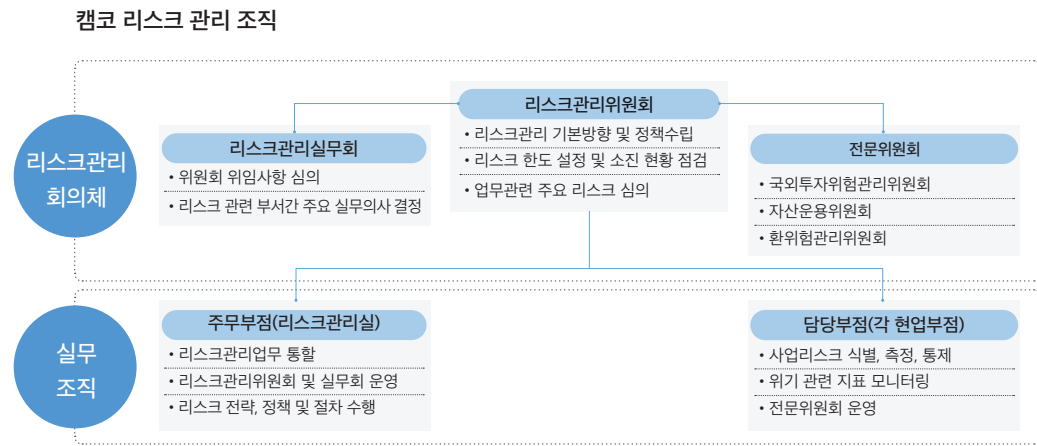 캠코 리스크 관리 조직
리스크관리
회의체
리스크관리위원회
• 리스크관리 기본방향 및 정책수립
• 리스크 한도 설정 및 소진 현황 점검
• 업무관련 주요 리스크 심의
리스크관리실무회
• 위원회 위임사항 심의
• 리스크 관련 부서간 주요 실무의사 결정
전문위원회
• 국외투자위험관리위원회
• 자산운용위원회
• 환위험관리위원회
실무
조직
주무부점(리스크관리실)
• 리스크관리업무 통할
• 리스크관리위원회 및 실무회 운영
• 리스크 전략, 정책 및 절차 수행
담당부점(각 현업부점)
• 사업리스크 식별, 측정, 통제
• 위기 관련 지표 모니터링
• 전문위원회 운영